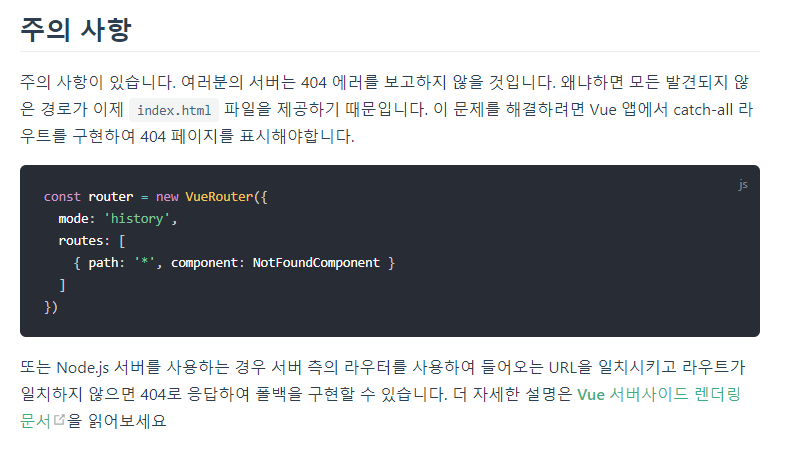 주의 사항
주의 사항이 있습니다. 여러분의 서버는 404 에러를 보고하지 않을 것입니다. 왜냐하면 모든 발견되지 않
은 경로가 이제 index.html 파일을 제공하기 때문입니다. 이 문제를 해결하려면 Vue 앱에서 catch-all 라
우트를 구현하여 404 페이지를 표시해야합니다.
js
const router = new VueRouter({
  mode: 'history',
  routes: [
    { path: '*', component: NotFoundComponent }
  ]
})
또는 Node.js 서버를 사용하는 경우 서버 측의 라우터를 사용하여 들어오는 URL을 일치시키고 라우트가
일치하지 않으면 404로 응답하여 폴백을 구현할 수 있습니다. 더 자세한 설명은 Vue 서버사이드 렌더링
문서을 읽어보세요